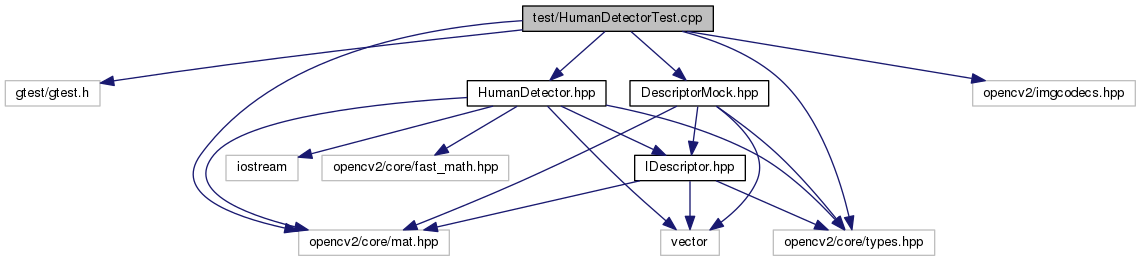 test/HumanDetectorTest.cpp
gtest/gtest.h
HumanDetector.hpp
DescriptorMock.hpp
opencv2/imgcodecs.hpp
iostream
opencv2/core/fast_math.hpp
IDescriptor.hpp
opencv2/core/mat.hpp
vector
opencv2/core/types.hpp